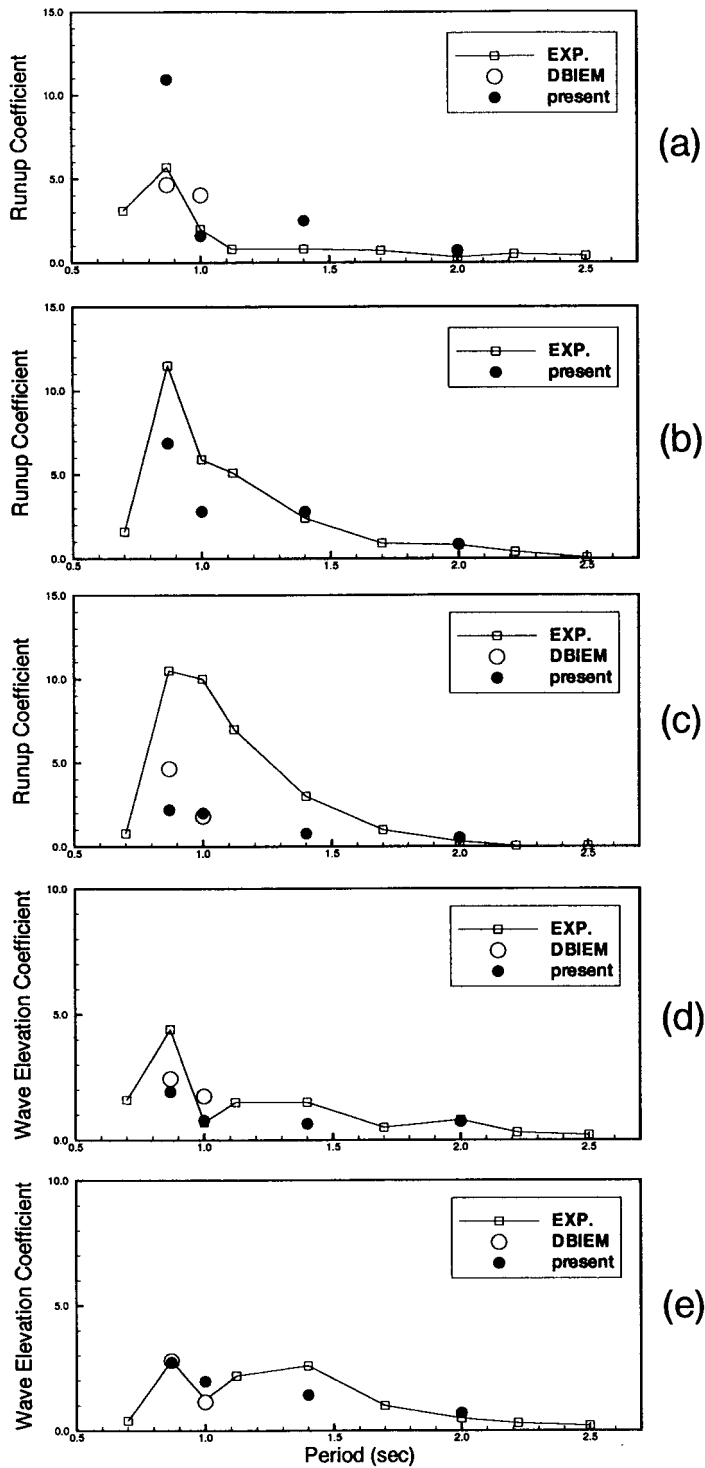 15.0
10.0
5.0
0.0
Runup Coefficient
EXP.
DBIEM
present
(a)
0.5
1.0
1.5
2.0
2.5
15.0
10.0
5.0
0.0
Runup Coefficient
EXP.
present
(b)
0.5
1.0
1.5
2.0
2.5
15.0
10.0
5.0
0.0
Runup Coefficient
EXP.
DBIEM
present
(c)
0.5
1.0
1.5
2.0
2.5
10.0
5.0
0.0
Wave Elevation Coefficient
EXP.
DBIEM
present
(d)
0.5
1.0
1.5
2.0
2.5
10.0
5.0
0.0
Wave Elevation Coefficient
EXP.
DBIEM
present
(e)
0.5
1.0
1.5
2.0
2.5
Period (sec)